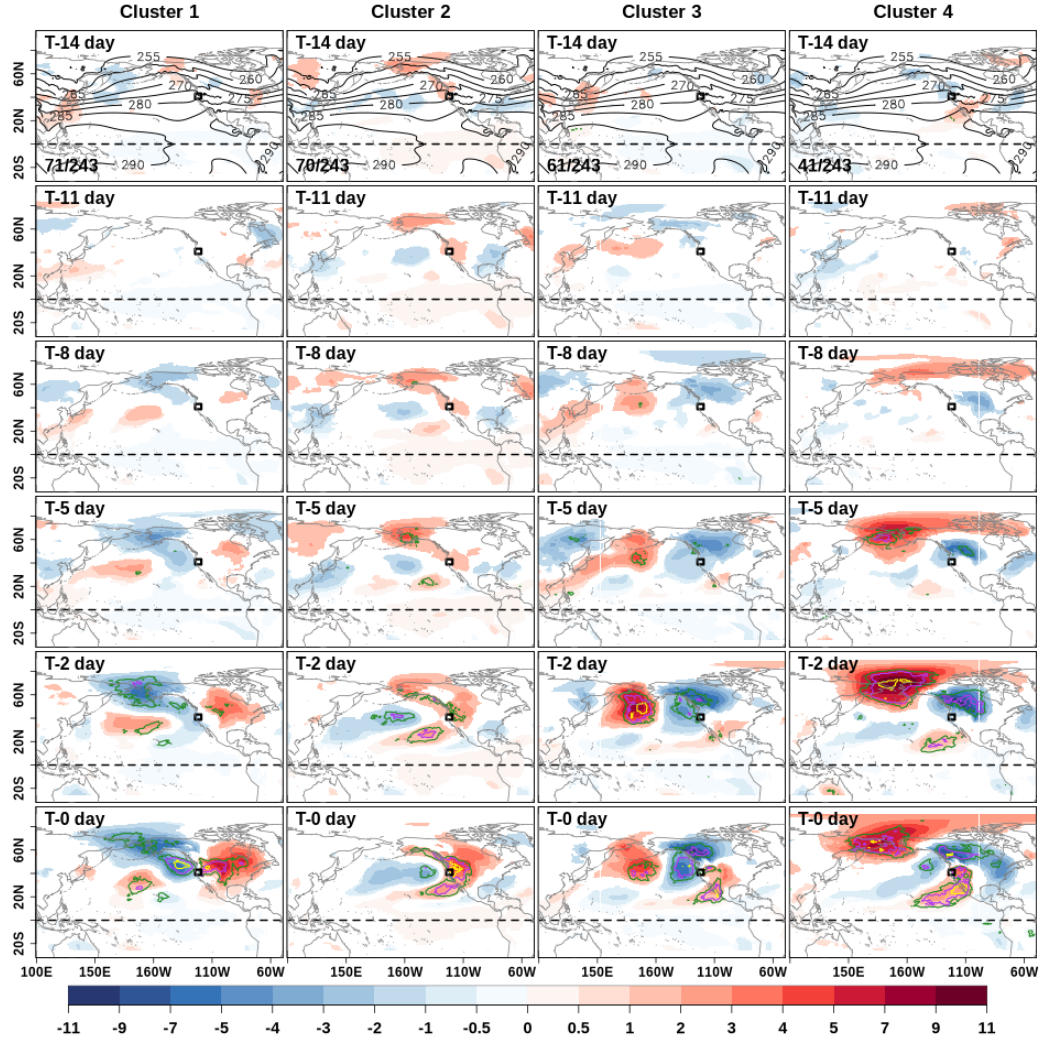 Cluster 1 Cluster 2 Cluster 3 Cluster 4
T-14 day T-14 day T-14 day T-14 day
255 255 255 255
60N 260 260 260 260
270 270 270 270
265 275 265 275 265 275 265 275
280 280 280 280
285 285 285 285
20N
290 290 290 290 290 290 290 290
20S 71/243 70/243 61/243 41/243
T-11 day T-11 day T-11 day T-11 day
60N
20N
20S
T-8 day T-8 day T-8 day T-8 day
60N
20N
20S
T-5 day T-5 day T-5 day T-5 day
60N
20N
20S
T-2 day T-2 day T-2 day T-2 day
60N
20N
20S
T-0 day T-0 day T-0 day T-0 day
60N
20N
20S
100E 150E 160W 110W 60W 150E 160W 110W 60W 150E 160W 110W 60W 150E 160W 110W 60W
-11 -9 -7 -5 -4 -3 -2 -1 -0.5 0 0.5 1 2 3 4 5 7 9 11